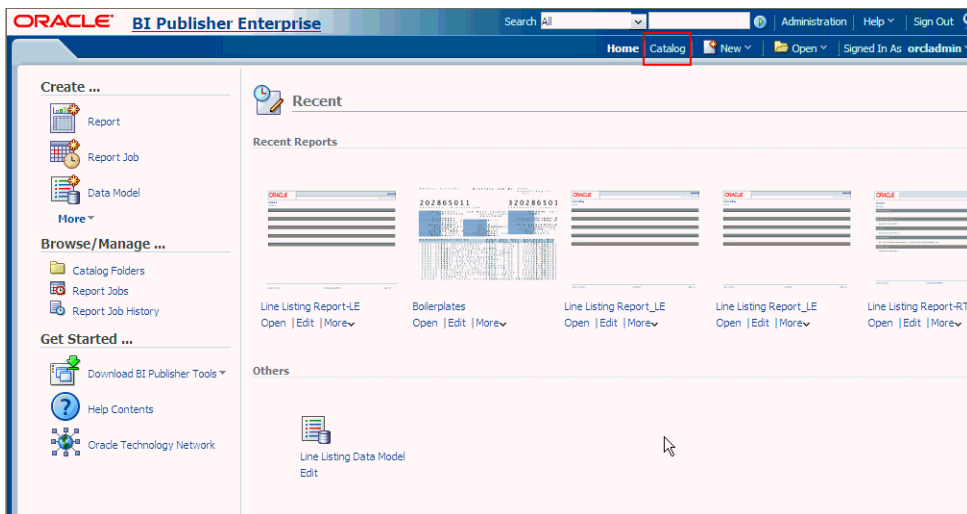 ORACLE BI Publisher Enterprise
Search All
Administration Help Sign Out
Home Catalog New Open Signed In As orcladmin
Create ...
Report
Report Job
Data Model
More
Browse/Manage ...
Catalog Folders
Report Jobs
Report Job History
Get Started ...
Download BI Publisher Tools
Help Contents
Oracle Technology Network
Recent
Recent Reports
ORACLE
202865011 320286501
ORACLE
ORACLE
ORACLE
Line Listing Report-LE
Open |Edit |More
Boilerplates
Open |Edit |More
Line Listing Report_LE
Open |Edit |More
Line Listing Report_LE
Open |Edit |More
Line Listing Report-RT
Open |Edit |More
Others
Line Listing Data Model
Edit